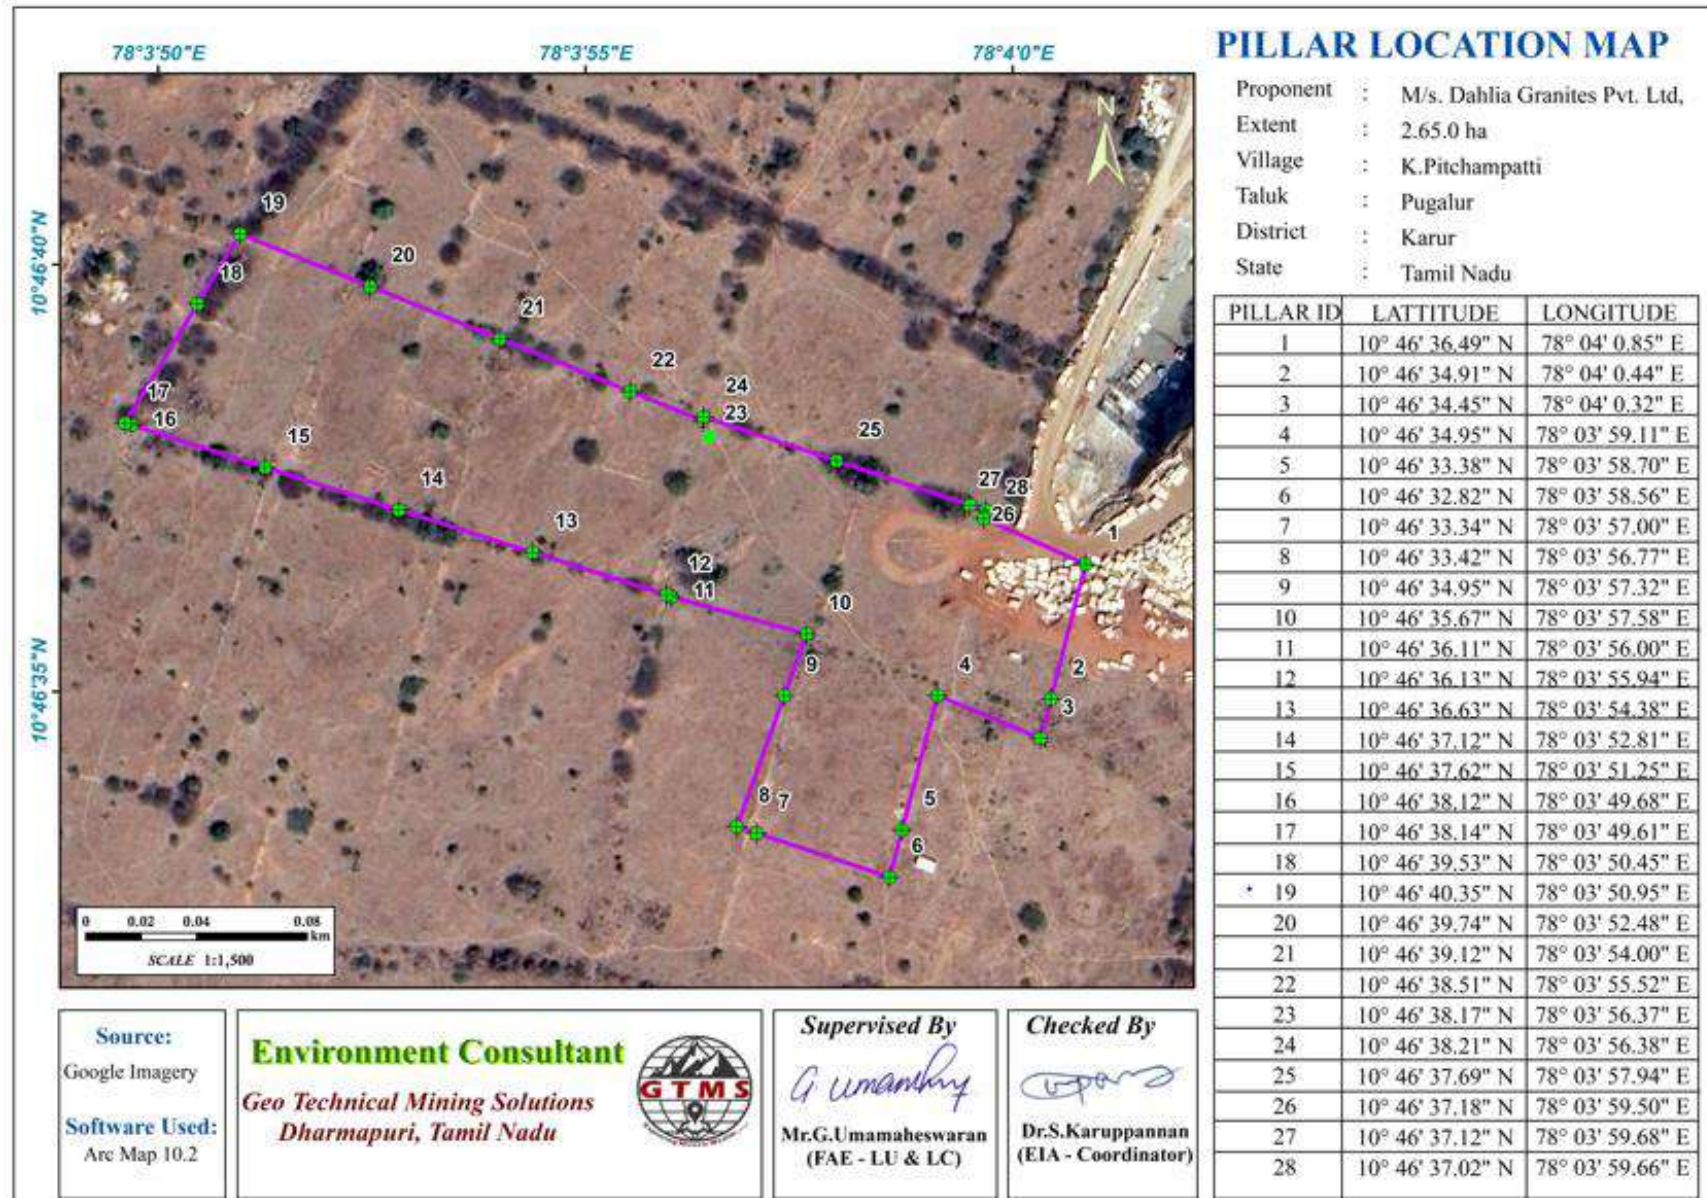 78°3'50"E 78°3'55"E 78°4'0"E
10°46'40"N
10°46'35"N
N
19
18
20
21
22
24
23
25
27
28
26
1
17
16
15
14
13
12
11
10
9
2
3
4
5
6
8
7
0 0.02 0.04 0.08
km
SCALE 1:1,500
PILLAR LOCATION MAP
Proponent : M/s. Dahlia Granites Pvt. Ltd,
Extent : 2.65.0 ha
Village : K.Pitchampatti
Taluk : Pugalur
District : Karur
State : Tamil Nadu
PILLAR ID LATTITUDE LONGITUDE
1 10° 46' 36.49" N 78° 04' 0.85" E
2 10° 46' 34.91" N 78° 04' 0.44" E
3 10° 46' 34.45" N 78° 04' 0.32" E
4 10° 46' 34.95" N 78° 03' 59.11" E
5 10° 46' 33.38" N 78° 03' 58.70" E
6 10° 46' 32.82" N 78° 03' 58.56" E
7 10° 46' 33.34" N 78° 03' 57.00" E
8 10° 46' 33.42" N 78° 03' 56.77" E
9 10° 46' 34.95" N 78° 03' 57.32" E
10 10° 46' 35.67" N 78° 03' 57.58" E
11 10° 46' 36.11" N 78° 03' 56.00" E
12 10° 46' 36.13" N 78° 03' 55.94" E
13 10° 46' 36.63" N 78° 03' 54.38" E
14 10° 46' 37.12" N 78° 03' 52.81" E
15 10° 46' 37.62" N 78° 03' 51.25" E
16 10° 46' 38.12" N 78° 03' 49.68" E
17 10° 46' 38.14" N 78° 03' 49.61" E
18 10° 46' 39.53" N 78° 03' 50.45" E
19 10° 46' 40.35" N 78° 03' 50.95" E
20 10° 46' 39.74" N 78° 03' 52.48" E
21 10° 46' 39.12" N 78° 03' 54.00" E
22 10° 46' 38.51" N 78° 03' 55.52" E
23 10° 46' 38.17" N 78° 03' 56.37" E
24 10° 46' 38.21" N 78° 03' 56.38" E
25 10° 46' 37.69" N 78° 03' 57.94" E
26 10° 46' 37.18" N 78° 03' 59.50" E
27 10° 46' 37.12" N 78° 03' 59.68" E
28 10° 46' 37.02" N 78° 03' 59.66" E
Source:
Google Imagery
Software Used:
Arc Map 10.2
Environment Consultant
Geo Technical Mining Solutions
Dharmapuri, Tamil Nadu
GTMS
Supervised By
Mr.G.Umamaheswaran
(FAE - LU & LC)
Checked By
Dr.S.Karuppannan
(EIA - Coordinator)